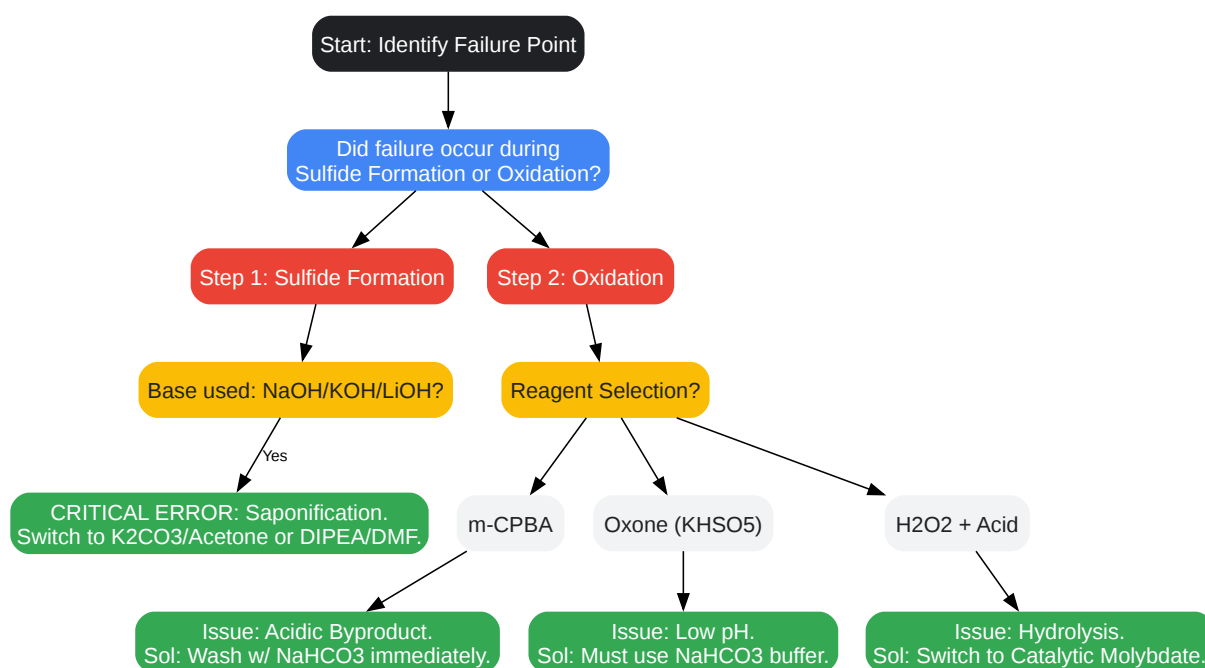 Start: Identify Failure Point
Did failure occur during
Sulfide Formation or Oxidation?
Step 1: Sulfide Formation
Step 2: Oxidation
Base used: NaOH/KOH/LiOH?
Reagent Selection?
Yes
CRITICAL ERROR: Saponification.
Switch to K2CO3/Acetone or DIPEA/DMF.
m-CPBA
Oxone (KHSO5)
H2O2 + Acid
Issue: Acidic Byproduct.
Sol: Wash w/ NaHCO3 immediately.
Issue: Low pH.
Sol: Must use NaHCO3 buffer.
Issue: Hydrolysis.
Sol: Switch to Catalytic Molybdate.